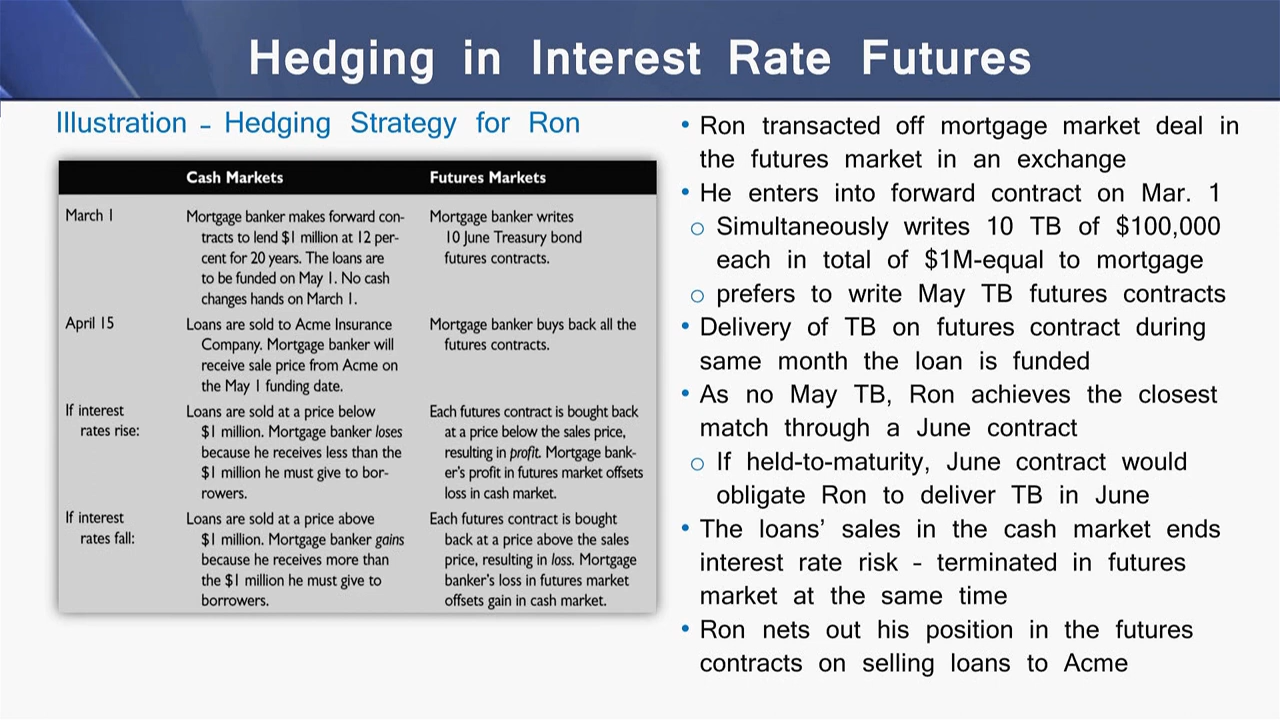 Hedging in Interest Rate Futures
Illustration – Hedging Strategy for Ron
Cash Markets Futures Markets
March 1 Mortgage banker makes forward con- Mortgage banker writes
tracts to lend $1 million at 12 per- 10 June Treasury bond
cent for 20 years. The loans are futures contracts.
to be funded on May 1. No cash
changes hands on March 1.
April 15 Loans are sold to Acme Insurance Mortgage banker buys back all the
Company. Mortgage banker will futures contracts.
receive sale price from Acme on
the May 1 funding date.
If interest Loans are sold at a price below Each futures contract is bought back
rates rise: $1 million. Mortgage banker loses at a price below the sales price,
because he receives less than the resulting in profit. Mortgage bank-
$1 million he must give to bor- er's profit in futures market offsets
rowers. loss in cash market.
If interest Loans are sold at a price above Each futures contract is bought
rates fall: $1 million. Mortgage banker gains back at a price above the sales
because he receives more than price, resulting in loss. Mortgage
the $1 million he must give to banker's loss in futures market
borrowers. offsets gain in cash market.
• Ron transacted off mortgage market deal in
the futures market in an exchange
• He enters into forward contract on Mar. 1
o Simultaneously writes 10 TB of $100,000
each in total of $1M-equal to mortgage
o prefers to write May TB futures contracts
• Delivery of TB on futures contract during
same month the loan is funded
• As no May TB, Ron achieves the closest
match through a June contract
o If held-to-maturity, June contract would
obligate Ron to deliver TB in June
• The loans' sales in the cash market ends
interest rate risk – terminated in futures
market at the same time
• Ron nets out his position in the futures
contracts on selling loans to Acme